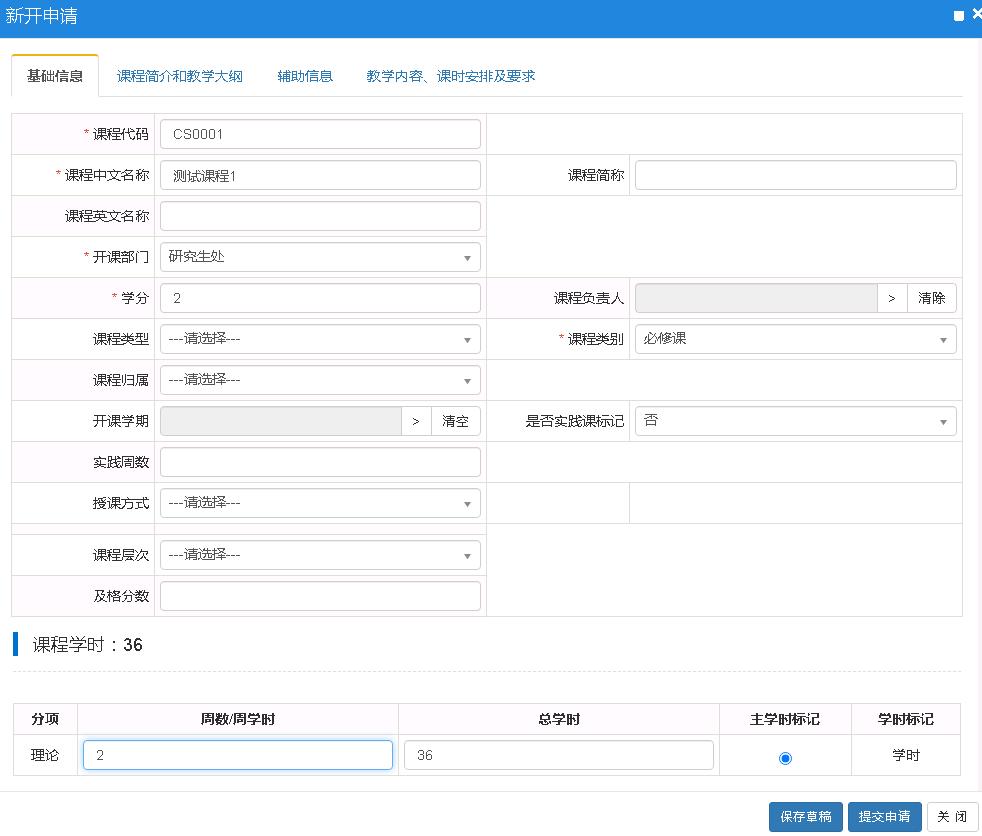 新开申请
基础信息 课程简介和教学大纲 辅助信息 教学内容、课时安排及要求
* 课程代码 CS0001
* 课程中文名称 测试课程1 课程简称
课程英文名称
* 开课部门 研究生处
* 学分 2 课程负责人 > 清除
课程类型 ---请选择--- * 课程类别 必修课
课程归属 ---请选择---
开课学期 > 清空 是否实践课标记 否
实践周数
授课方式 ---请选择---
课程层次 ---请选择---
及格分数
课程学时：36
分项 周数/周学时 总学时 主学时标记 学时标记
理论 2 36 学时
保存草稿 提交申请 关 闭